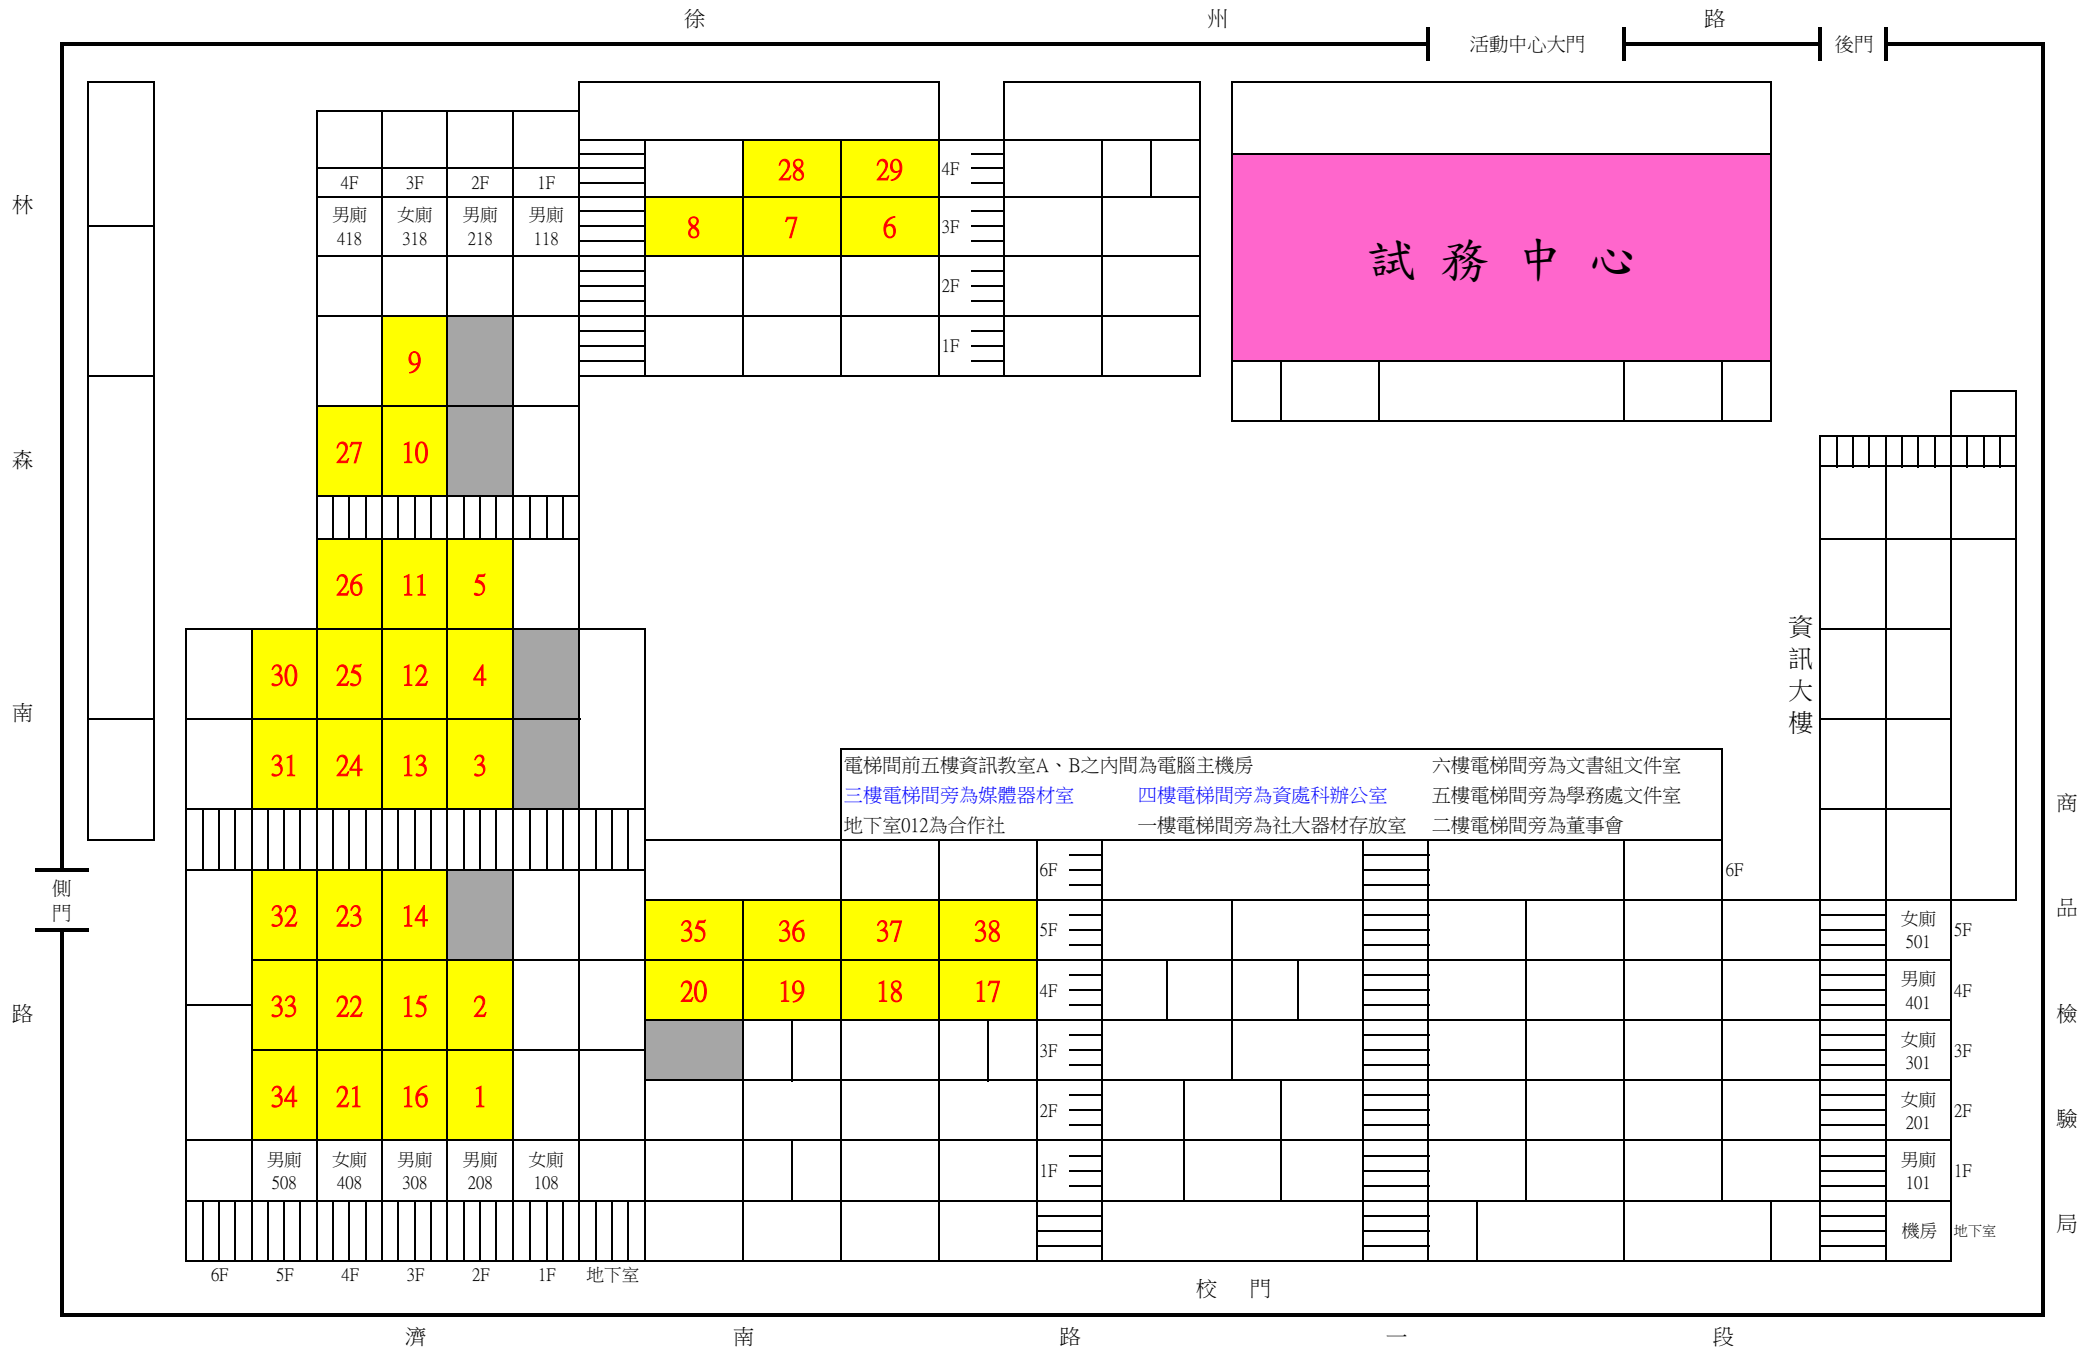 徐 州 路
活動中心大門
後門
林 森 南 路
側門
商品檢驗局
28 29 4F
4F 3F 2F 1F
男廁 418
女廁 318
男廁 218
男廁 118
8 7 6 3F
2F
1F
試務中心
9
27 10
26 11 5
30 25 12 4
31 24 13 3
資訊大樓
電梯間前五樓資訊教室A、B之內間為電腦主機房 六樓電梯間旁為文書組文件室
三樓電梯間旁為媒體器材室 四樓電梯間旁為資處科辦公室 五樓電梯間旁為學務處文件室
地下室012為合作社 一樓電梯間旁為社大器材存放室 二樓電梯間旁為董事會
6F 6F
32 23 14
35 36 37 38 5F
女廁 501 5F
33 22 15 2
20 19 18 17 4F
男廁 401 4F
3F
女廁 301 3F
34 21 16 1
2F
女廁 201 2F
男廁 508
女廁 408
男廁 308
男廁 208
女廁 108
1F
男廁 101 1F
機房 地下室
6F 5F 4F 3F 2F 1F 地下室
校門
濟 南 路 一 段